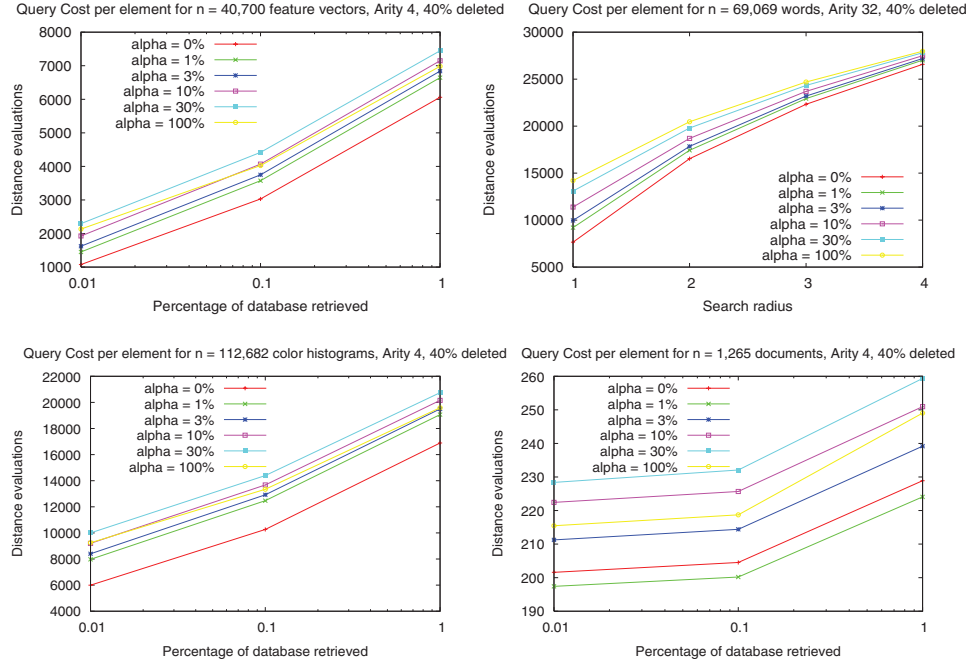 Query Cost per element for n = 40,700 feature vectors, Arity 4, 40% deleted
8000
7000
6000
5000
4000
3000
2000
1000
Distance evaluations
alpha = 0%
alpha = 1%
alpha = 3%
alpha = 10%
alpha = 30%
alpha = 100%
0.01
0.1
1
Percentage of database retrieved
Query Cost per element for n = 69,069 words, Arity 32, 40% deleted
30000
25000
20000
15000
10000
5000
Distance evaluations
alpha = 0%
alpha = 1%
alpha = 3%
alpha = 10%
alpha = 30%
alpha = 100%
1
2
3
4
Search radius
Query Cost per element for n = 112,682 color histograms, Arity 4, 40% deleted
22000
20000
18000
16000
14000
12000
10000
8000
6000
4000
Distance evaluations
alpha = 0%
alpha = 1%
alpha = 3%
alpha = 10%
alpha = 30%
alpha = 100%
0.01
0.1
1
Percentage of database retrieved
Query Cost per element for n = 1,265 documents, Arity 4, 40% deleted
260
250
240
230
220
210
200
190
Distance evaluations
alpha = 0%
alpha = 1%
alpha = 3%
alpha = 10%
alpha = 30%
alpha = 100%
0.01
0.1
1
Percentage of database retrieved